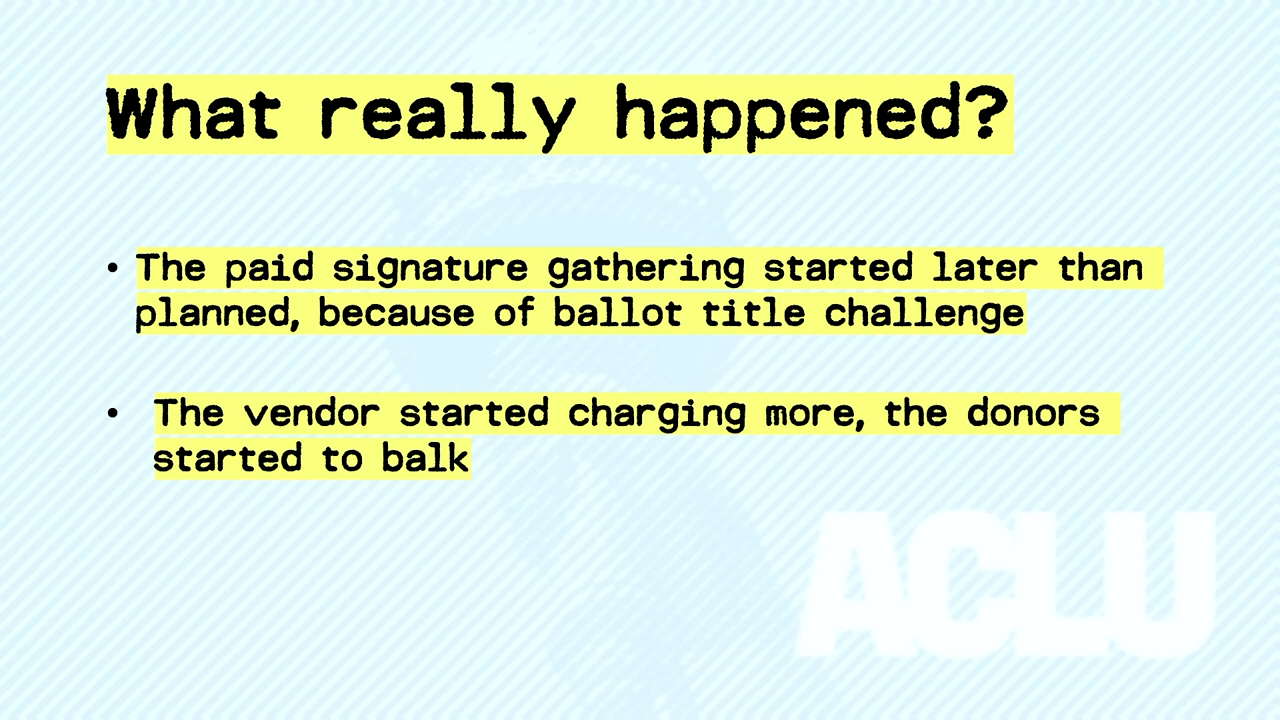 What really happened?
• The paid signature gathering started later than
planned, because of ballot title challenge
• The vendor started charging more, the donors
started to balk
ACLU